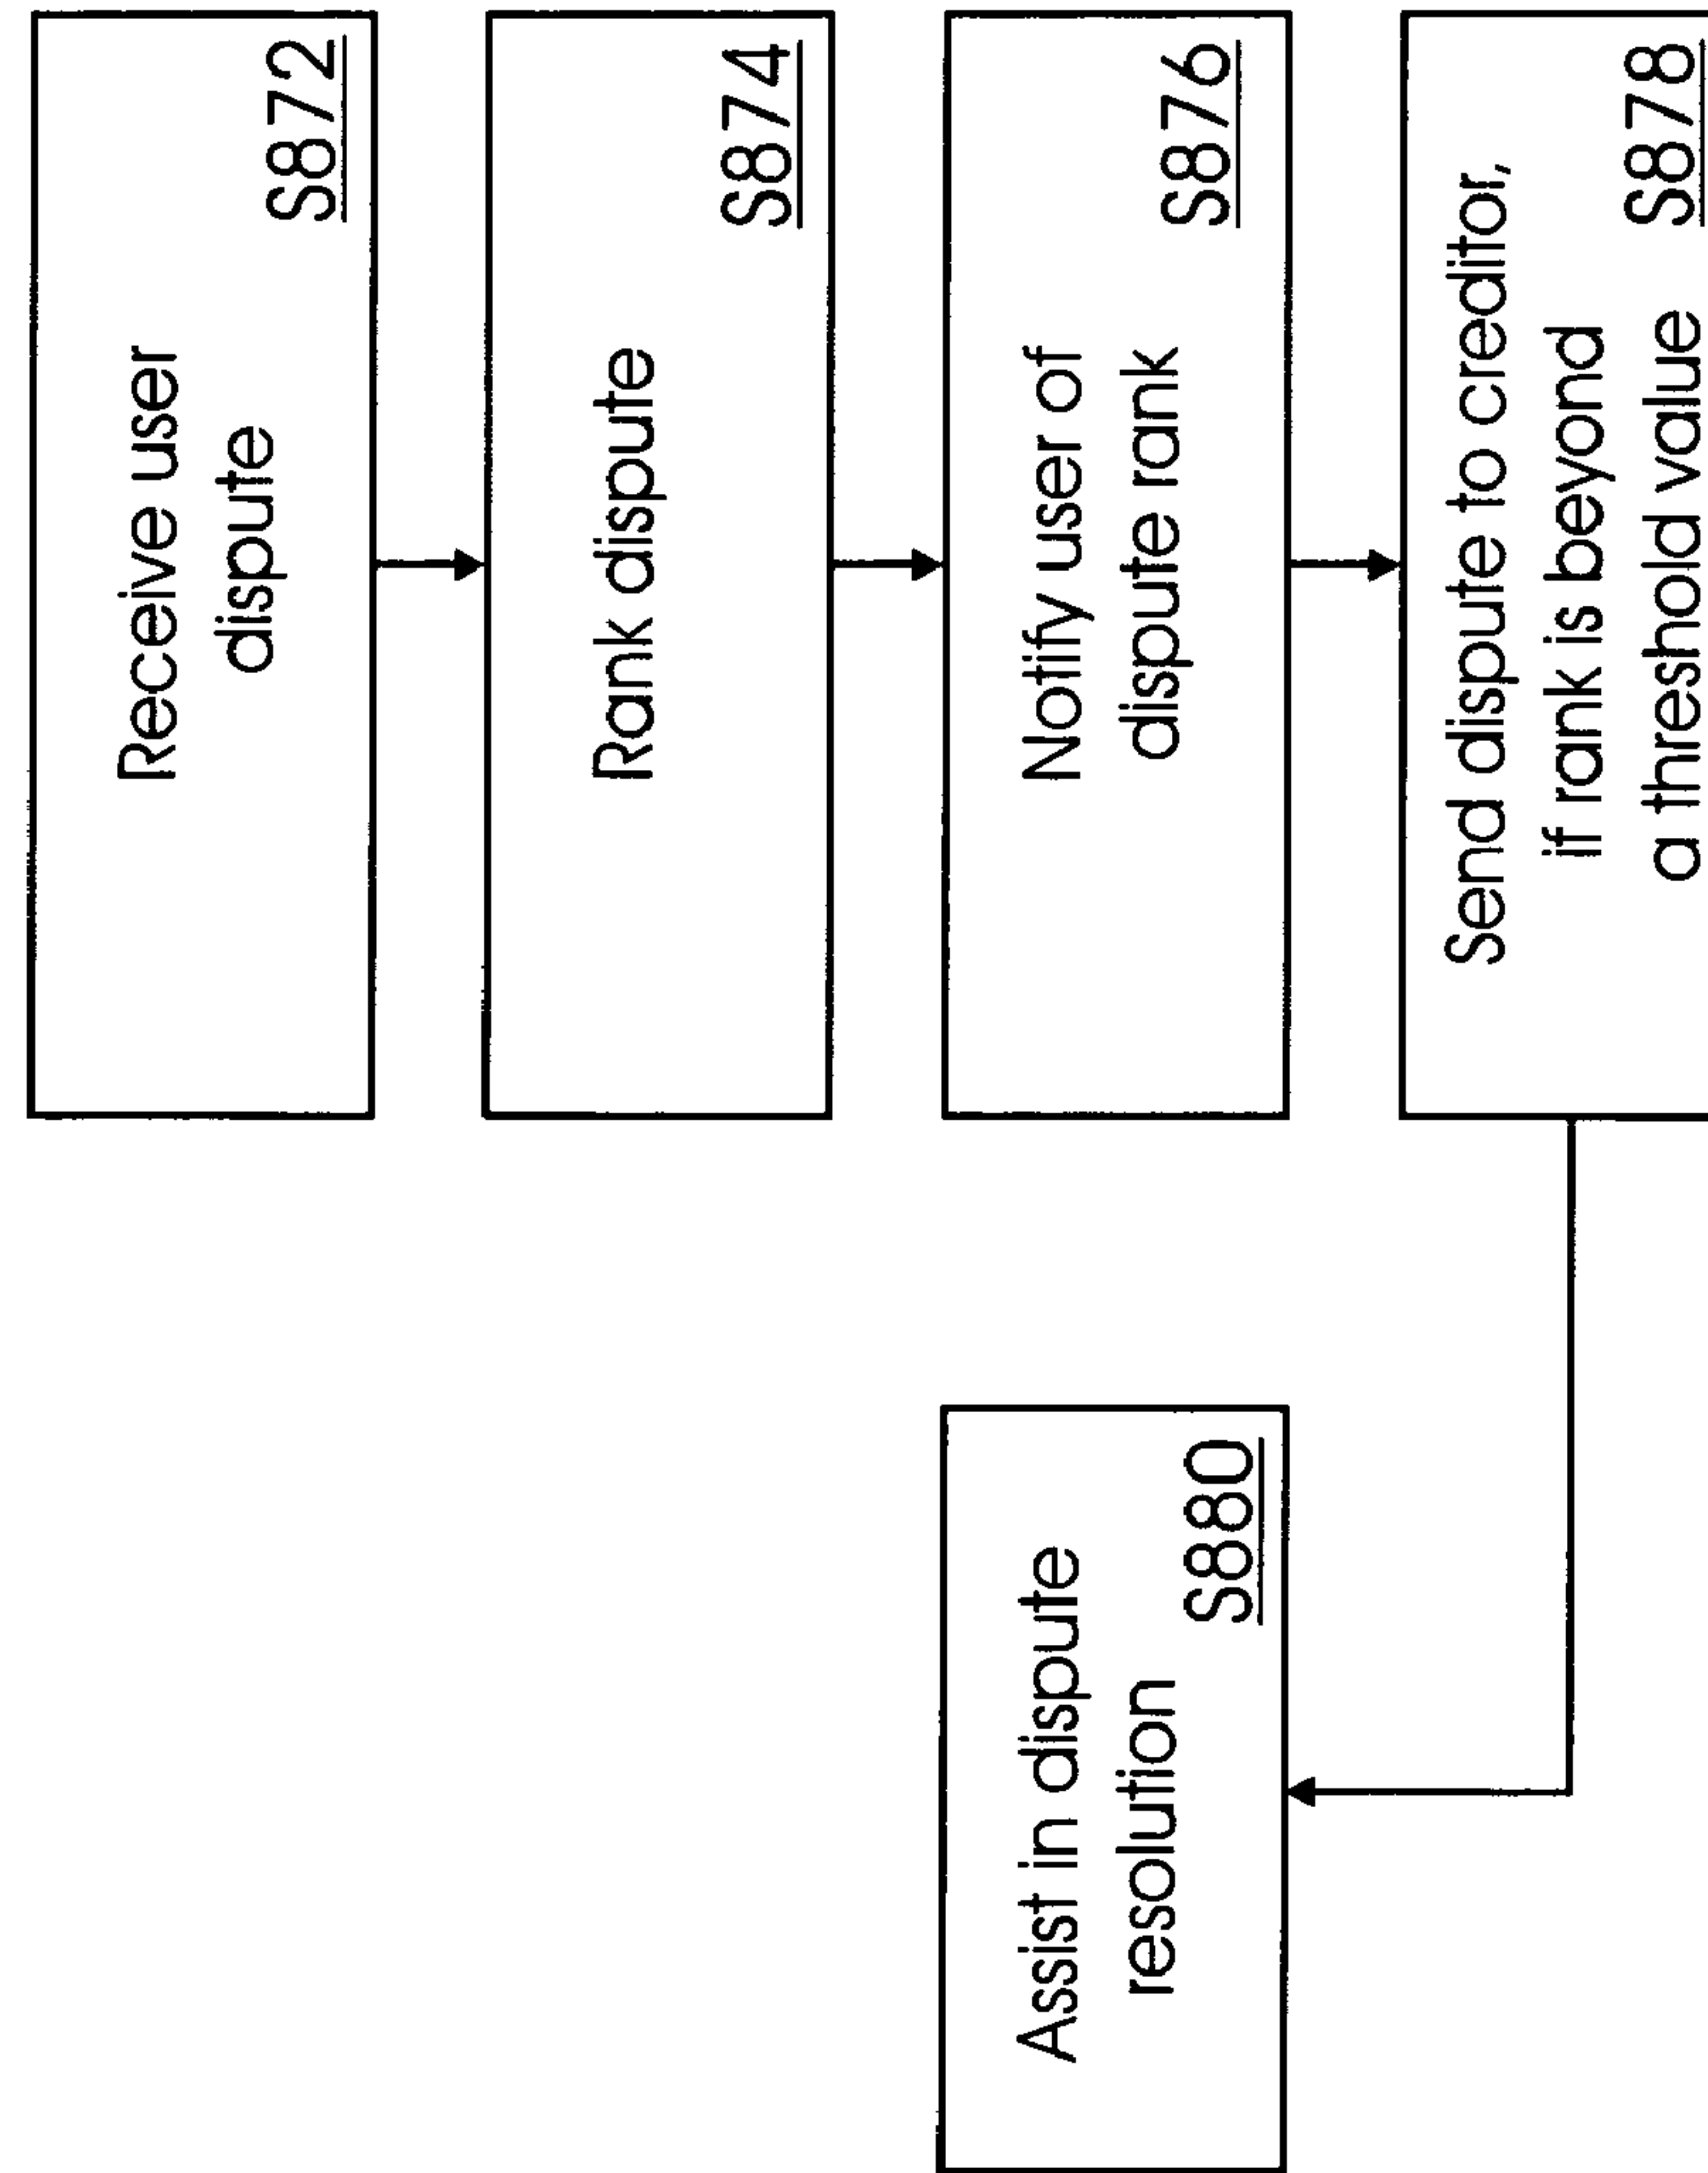 Receive user
dispute
S872
Rank dispute
S874
Notify user of
dispute rank
S876
Send dispute to creditor,
if rank is beyond
a threshold value S878
Assist in dispute
resolution
S880